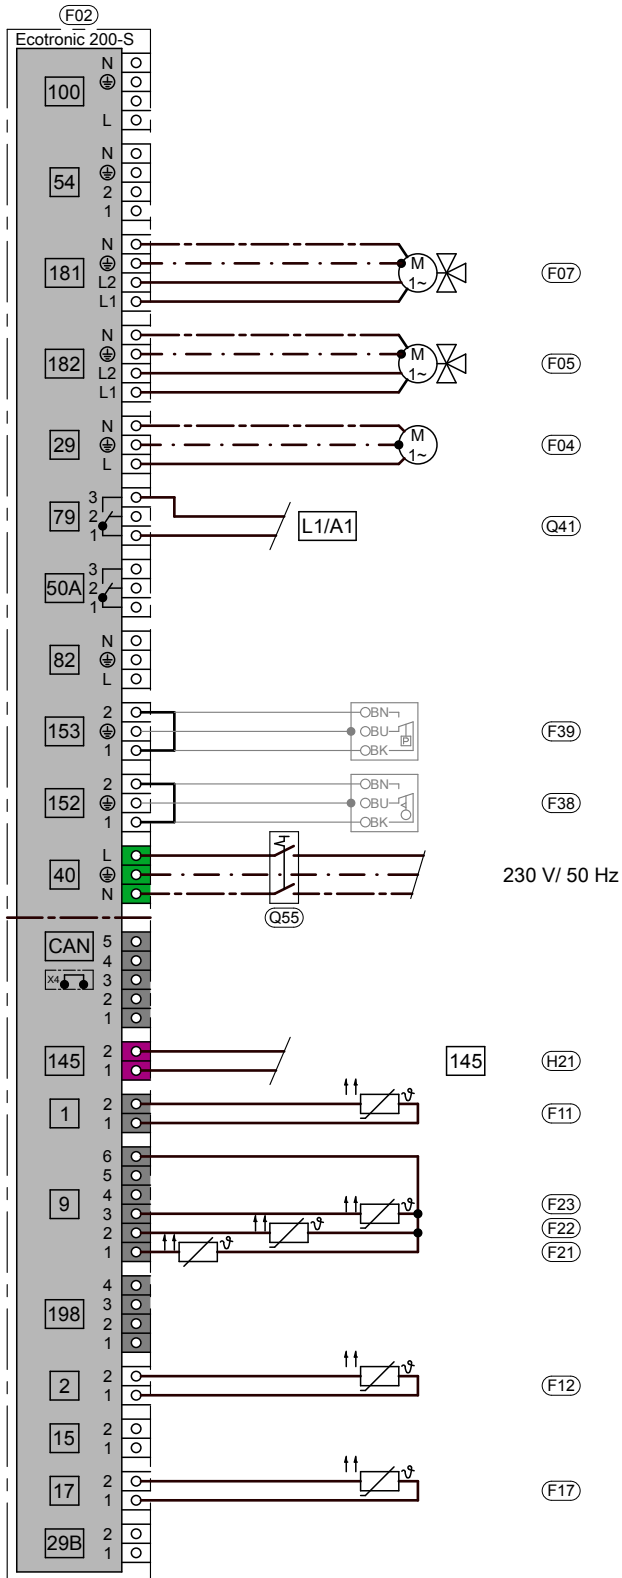 F02
Ecotronic 200-S
100
N
L
54
N
2
1
181
N
L2
L1
M
1~
F07
182
N
L2
L1
M
1~
F05
29
N
L
M
1~
F04
79
3
2
1
L1/A1
Q41
50A
3
2
1
82
N
L
153
2
1
BN
BU
BK
P
F39
152
2
1
BN
BU
BK
F38
40
L
N
Q55
230 V/ 50 Hz
CAN
X4
5
4
3
2
1
145
2
1
145
H21
1
2
1
ϑ
F11
9
6
5
4
3
2
1
ϑ
ϑ
ϑ
F23
F22
F21
198
4
3
2
1
2
2
1
ϑ
F12
15
2
1
17
2
1
ϑ
F17
29B
2
1